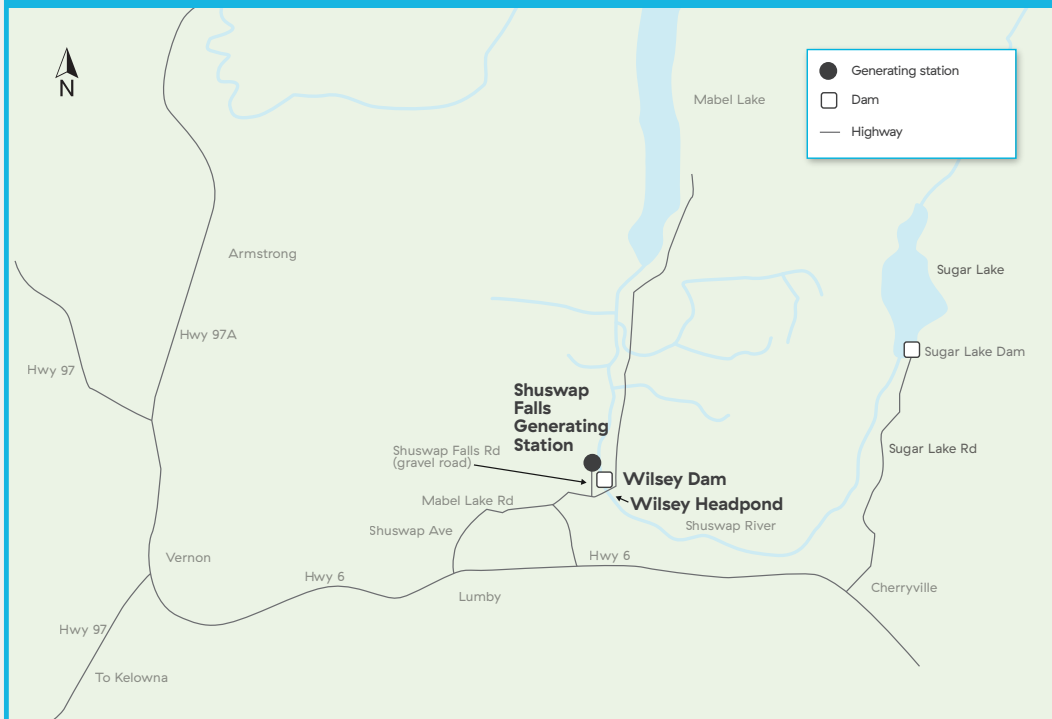 N
Generating station
Dam
Highway
Mabel Lake
Armstrong
Sugar Lake
Hwy 97A
Sugar Lake Dam
Hwy 97
Shuswap
Falls
Generating
Station
Shuswap Falls Rd
(gravel road)
Sugar Lake Rd
Wilsey Dam
Wilsey Headpond
Mabel Lake Rd
Shuswap River
Shuswap Ave
Hwy 6
Vernon
Hwy 6
Cherryville
Lumby
Hwy 97
To Kelowna